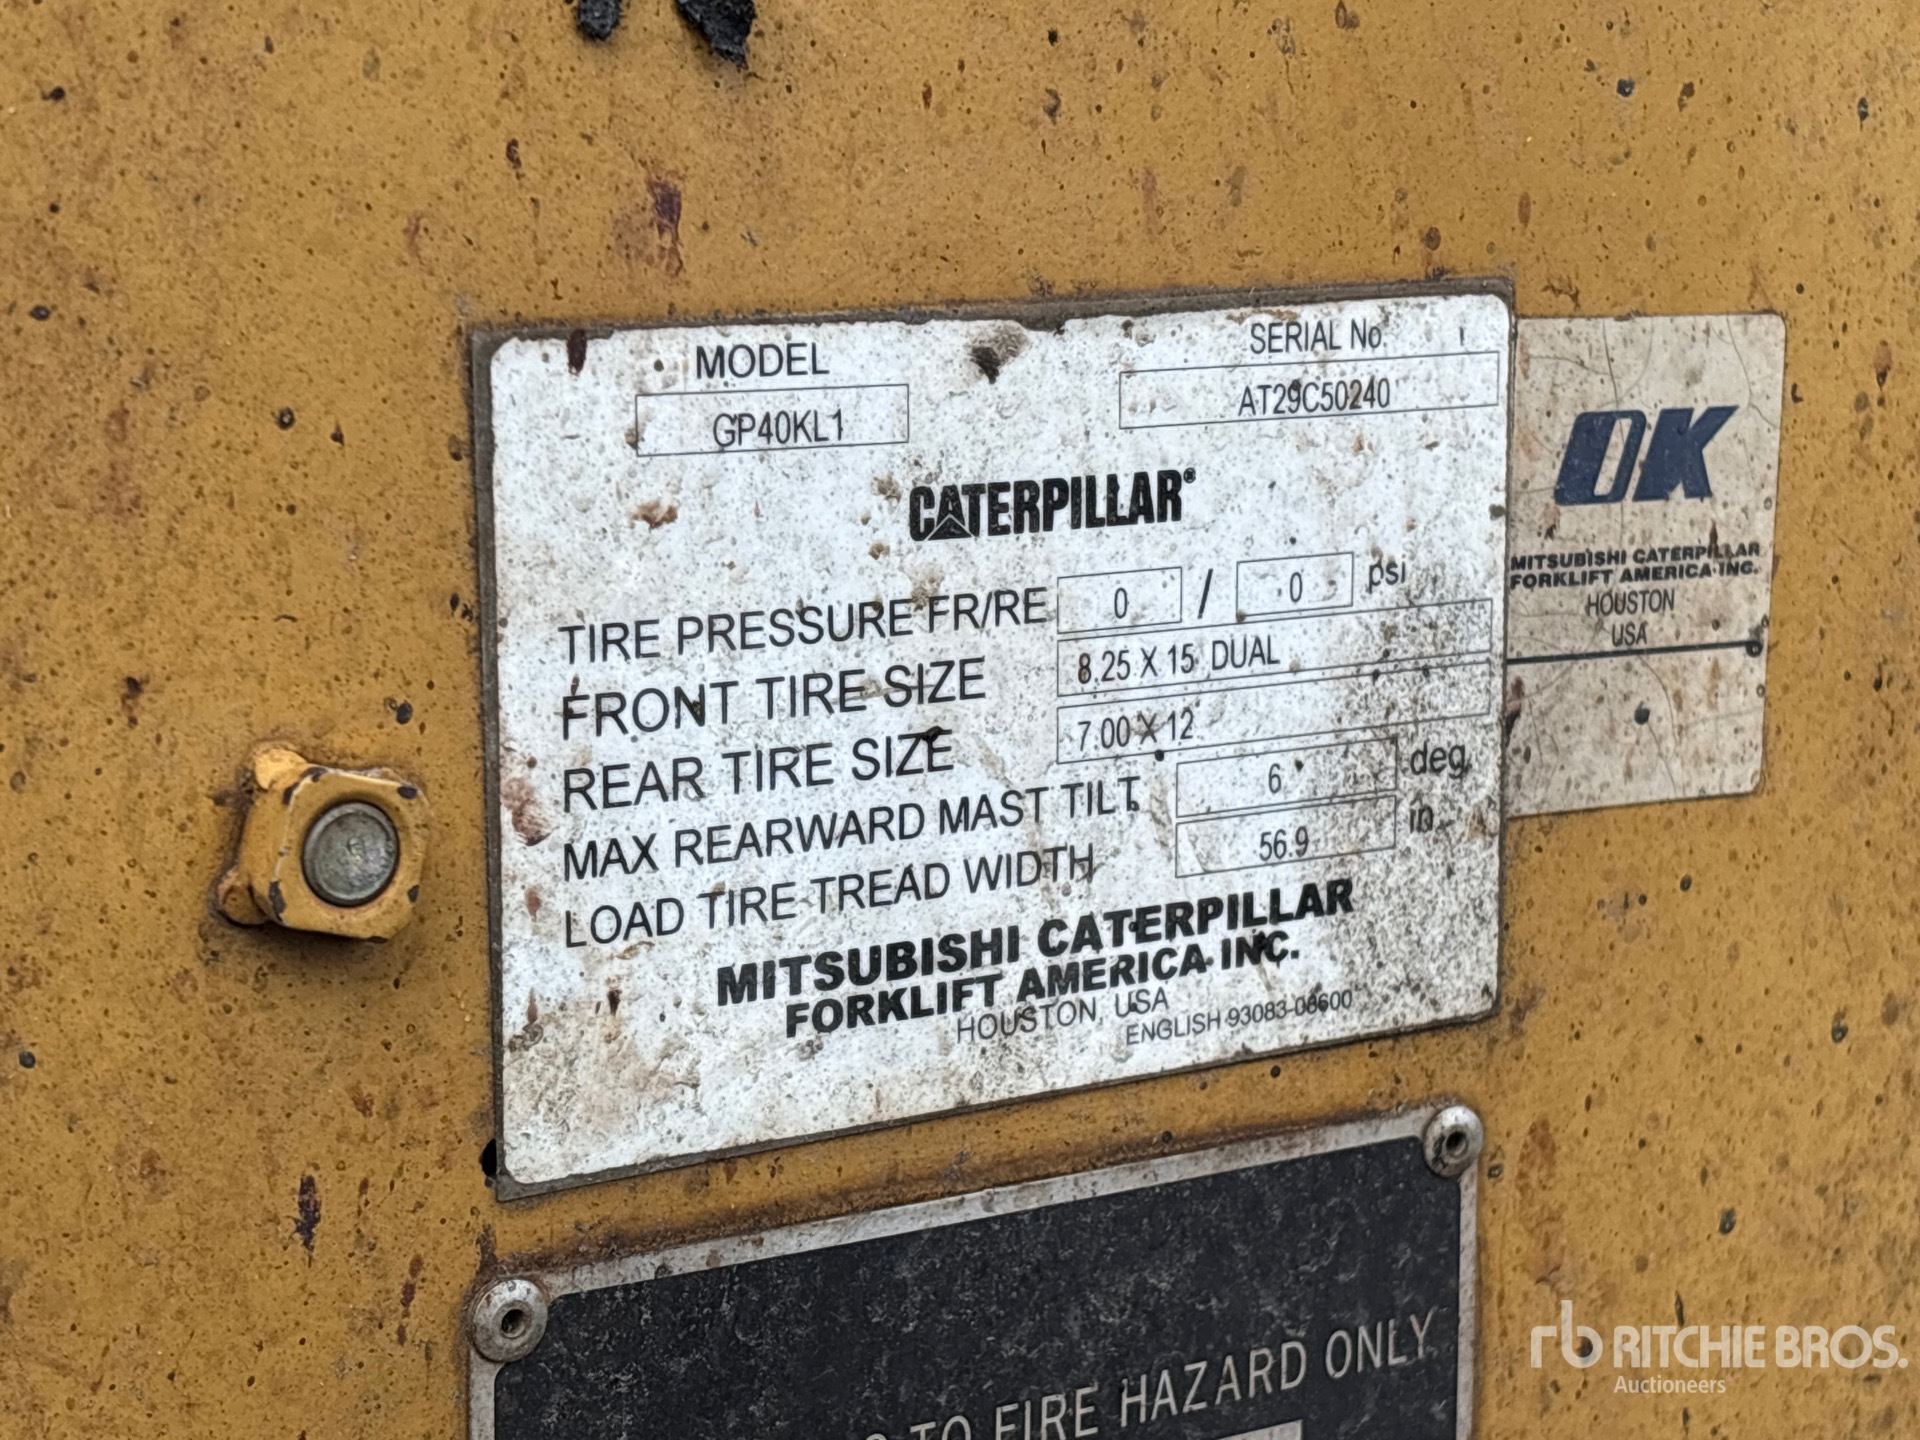 MODEL SERIAL No.
GP40KL1 AT29C50240
CATERPILLAR®
TIRE PRESSURE FR/RE 0 / 0 psi
FRONT TIRE SIZE 8.25 X 15 DUAL
REAR TIRE SIZE 7.00 X 12
MAX REARWARD MAST TILT 6 deg
LOAD TIRE TREAD WIDTH 56.9 in
MITSUBISHI CATERPILLAR
FORKLIFT AMERICA INC.
HOUSTON, USA
ENGLISH 93083-08600
OK
MITSUBISHI CATERPILLAR
FORKLIFT AMERICA INC.
HOUSTON
USA
TO FIRE HAZARD ONLY
rb RITCHIE BROS.
Auctioneers